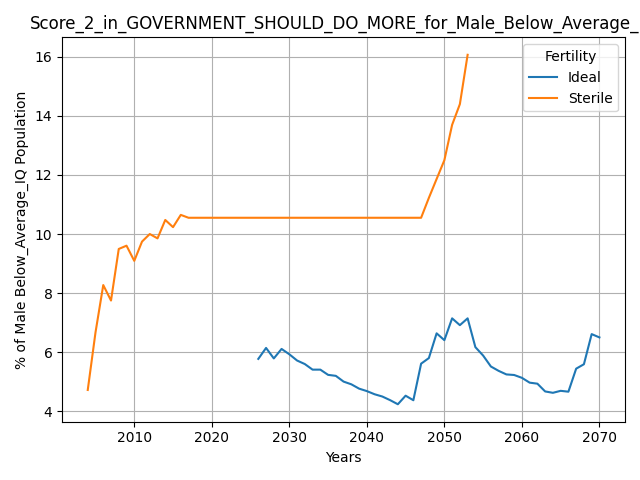 Score_2_in_GOVERNMENT_SHOULD_DO_MORE_for_Male_Below_Average_
Fertility
Ideal
Sterile
% of Male Below_Average_IQ Population
16
14
12
10
8
6
4
2010 2020 2030 2040 2050 2060 2070
Years